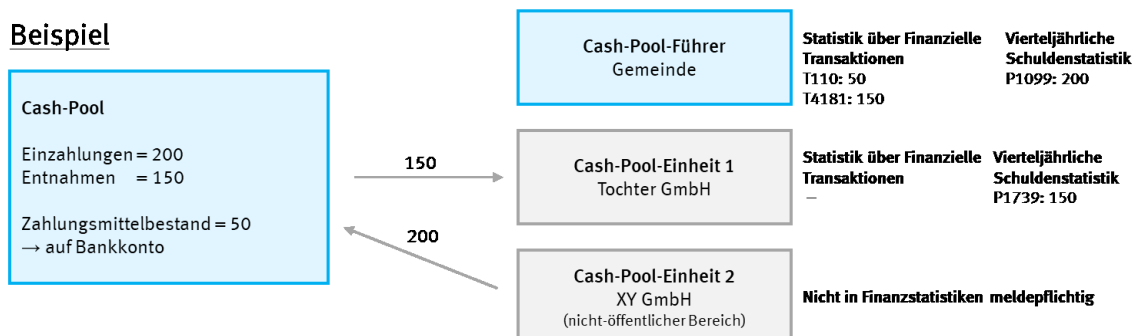 Beispiel
Cash-Pool
Einzahlungen = 200
Entnahmen = 150
Zahlungsmittelbestand = 50
→ auf Bankkonto
150
200
Cash-Pool-Führer
Gemeinde
Statistik über Finanzielle
Transaktionen
T110: 50
T4181: 150
Vierteljährliche
Schuldenstatistik
P1099: 200
Cash-Pool-Einheit 1
Tochter GmbH
Statistik über Finanzielle
Transaktionen
–
Vierteljährliche
Schuldenstatistik
P1739: 150
Cash-Pool-Einheit 2
XY GmbH
(nicht-öffentlicher Bereich)
Nicht in Finanzstatistiken meldepflichtig